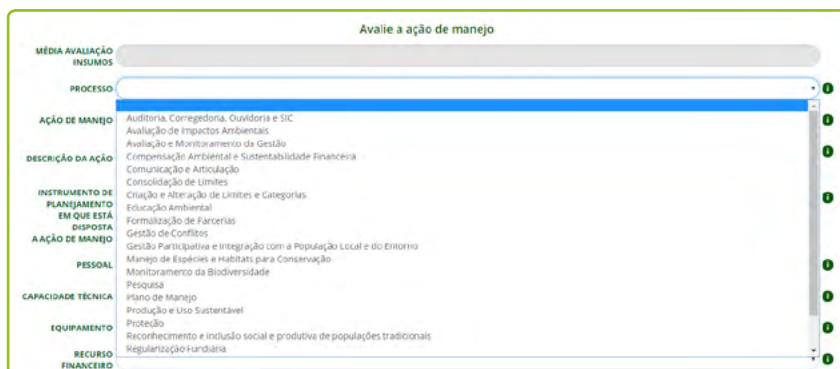 Avalie a ação de manejo
MÉDIA AVALIAÇÃO
INSUMOS
PROCESSO
AÇÃO DE MANEJO
DESCRIÇÃO DA AÇÃO
INSTRUMENTO DE
PLANEJAMENTO
EM QUE ESTÁ
DISPOSTA
A AÇÃO DE MANEJO
PESSOAL
CAPACIDADE TÉCNICA
EQUIPAMENTO
RECURSO
FINANCEIRO
Auditoria, Corregedoria, Ouvidoria e SIC
Avaliação de Impactos Ambientais
Avaliação e Monitoramento da Gestão
Compensação Ambiental e Sustentabilidade Financeira
Comunicação e Articulação
Consolidação de Limites
Criação e Alteração de Limites e Categorias
Educação Ambiental
Formalização de Parcerias
Gestão de Conflitos
Gestão Participativa e Integração com a População Local e do Entorno
Manejo de Espécies e Habitats para Conservação
Monitoramento da Biodiversidade
Pesquisa
Plano de Manejo
Produção e Uso Sustentável
Proteção
Reconhecimento e inclusão social e produtiva de populações tradicionais
Regularização Fundiária